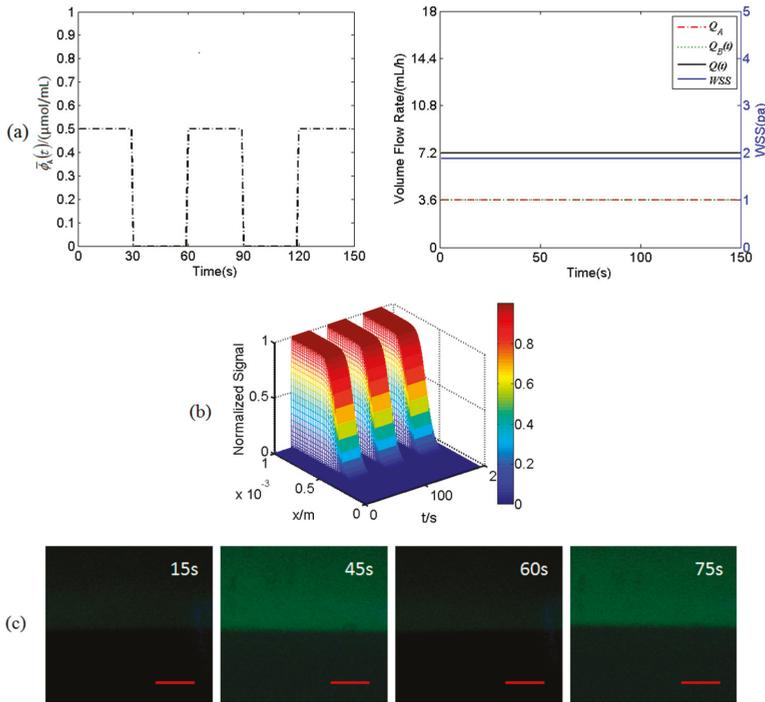 (a)
1
0.9
0.8
0.7
0.6
0.5
0.4
0.3
0.2
0.1
0
0 30 60 90 120 150
Time(s)
ϕ̄A(t)/(μmol/mL)
18
14.4
10.8
7.2
3.6
0
Volume Flow Rate/(mL/h)
0 50 100 150
Time(s)
5
4
3
2
1
0
WSS(pa)
QA
QB(t)
Q(t)
WSS
(b)
Normalized Signal
1
0.5
0
1
0.5
0
x 10⁻³
x/m
0
100
2
t/s
0.8
0.6
0.4
0.2
0
(c)
15s
45s
60s
75s